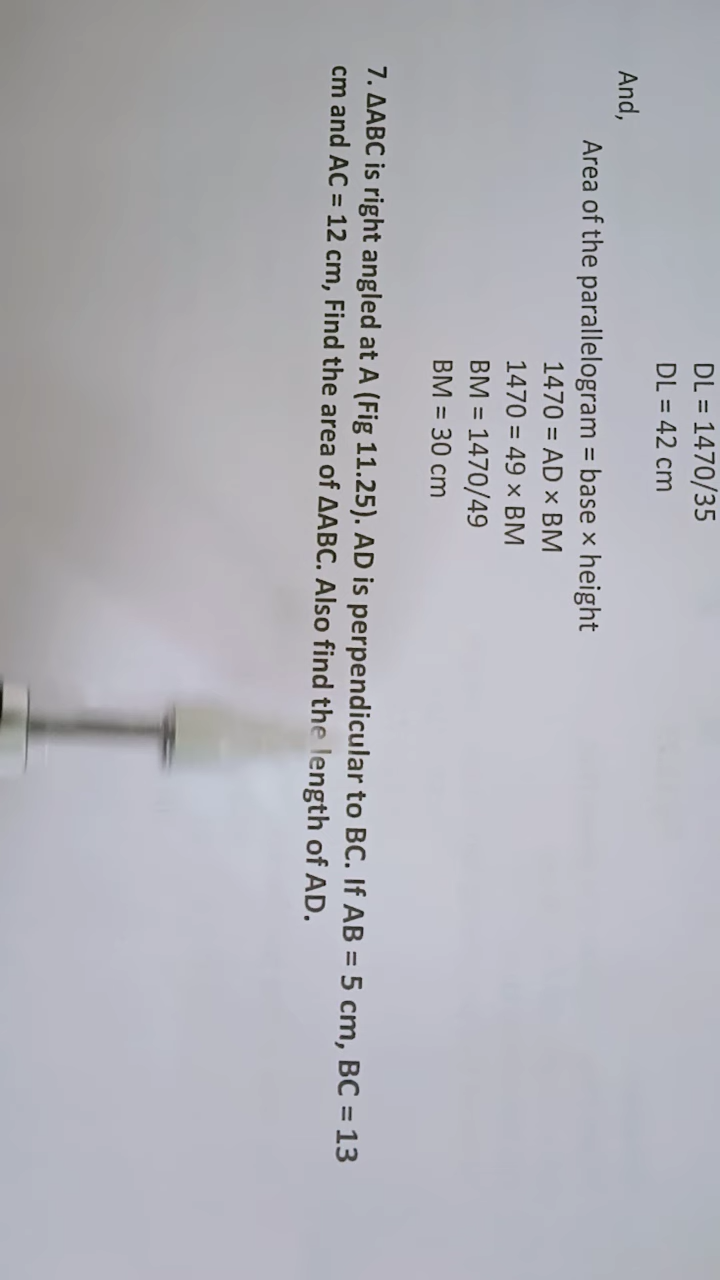 DL = 1470/35
DL = 42 cm
And,
Area of the parallelogram = base × height
1470 = AD × BM
1470 = 49 × BM
BM = 1470/49
BM = 30 cm
7. ΔABC is right angled at A (Fig 11.25). AD is perpendicular to BC. If AB = 5 cm, BC = 13
cm and AC = 12 cm, Find the area of ΔABC. Also find the length of AD.